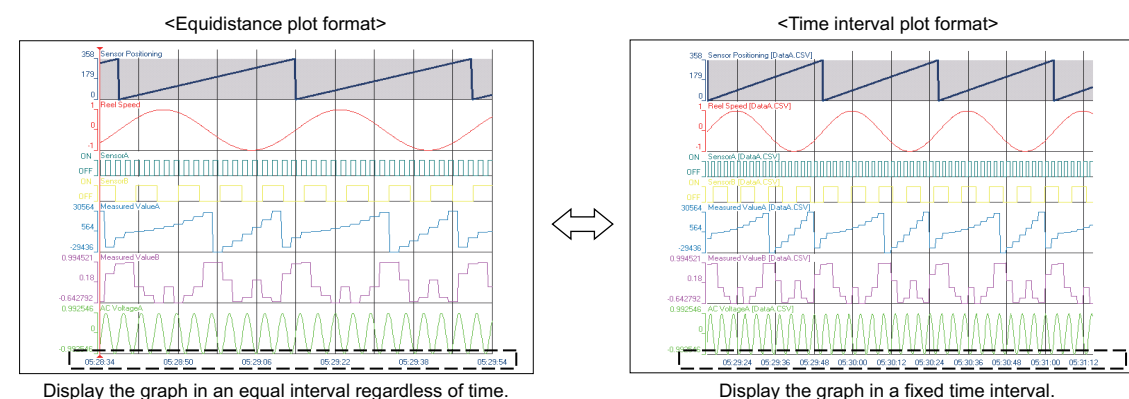 <Equidistance plot format>
358 Sensor Positioning
179
0
1 Reel Speed
0
-1
ON SensorA
OFF
ON SensorB
OFF
30564 Measured ValueA
564
-29436
0.994521 Measured ValueB
0.18
-0.642792
0.992546 AC VoltageA
0
05:28:34 05:28:50 05:29:06 05:29:22 05:29:38 05:29:54
Display the graph in an equal interval regardless of time.
<Time interval plot format>
358 Sensor Positioning [DataA.CSV]
179
0
1 Reel Speed [DataA.CSV]
0
-1
ON SensorA [DataA.CSV]
OFF
ON SensorB [DataA.CSV]
OFF
30564 Measured ValueA [DataA.CSV]
564
-29436
0.994521 Measured ValueB [DataA.CSV]
0.18
-0.642792
0.992546 AC VoltageA [DataA.CSV]
0
05:29:24 05:29:36 05:29:48 05:30:00 05:30:12 05:30:24 05:30:36 05:30:48 05:31:00 05:31:12
Display the graph in a fixed time interval.